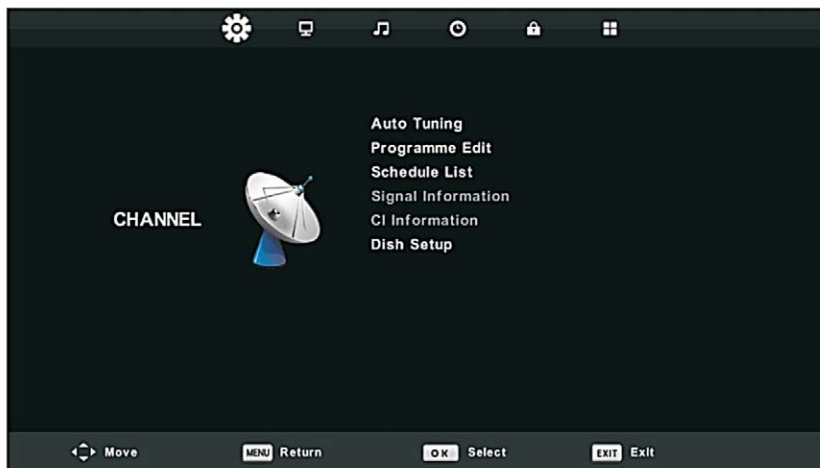 Auto Tuning
Programme Edit
Schedule List
Signal Information
CI Information
CHANNEL
Dish Setup
Move MENU Return OK Select EXIT Exit